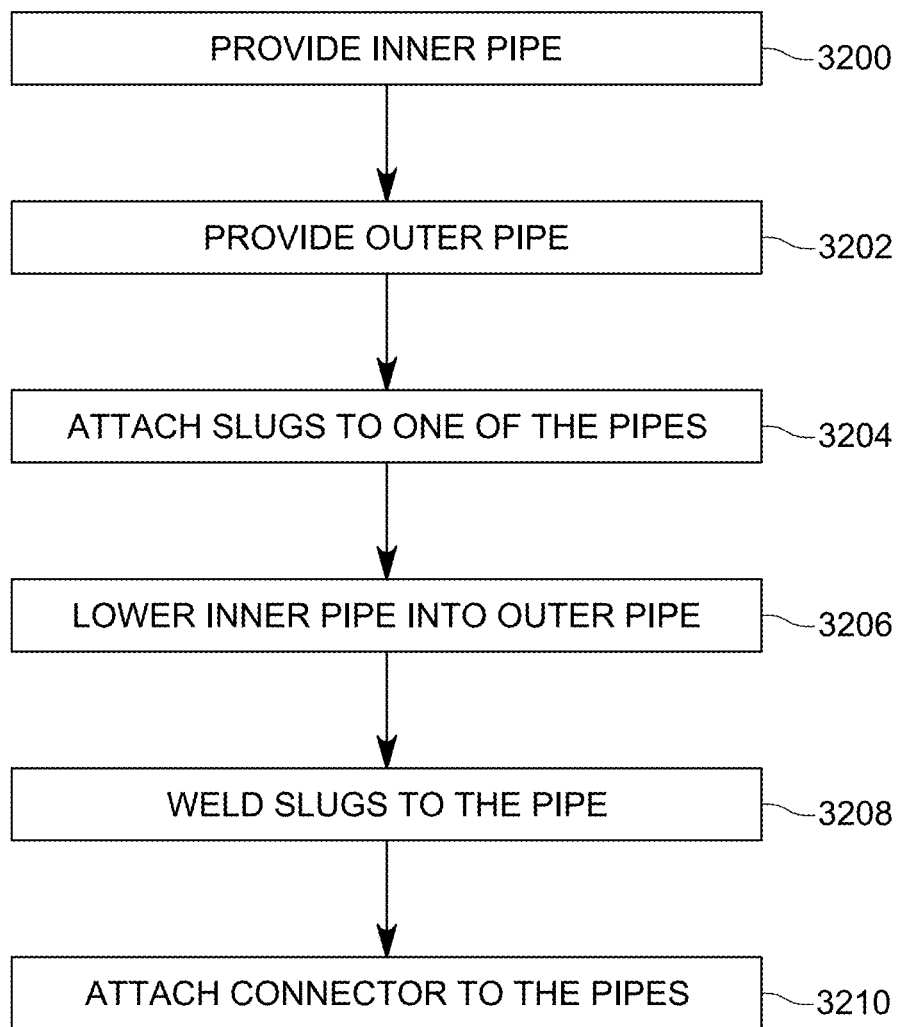 PROVIDE INNER PIPE 3200
PROVIDE OUTER PIPE 3202
ATTACH SLUGS TO ONE OF THE PIPES 3204
LOWER INNER PIPE INTO OUTER PIPE 3206
WELD SLUGS TO THE PIPE 3208
ATTACH CONNECTOR TO THE PIPES 3210